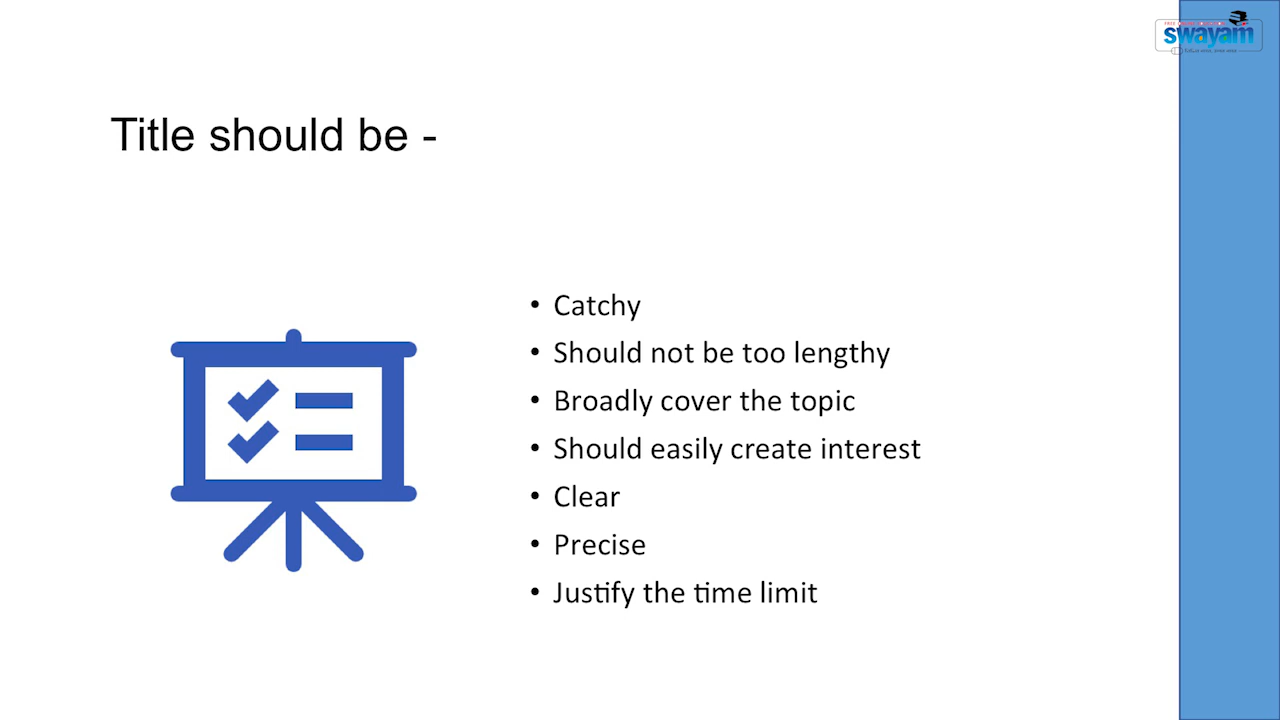 swayam
Title should be -
• Catchy
• Should not be too lengthy
• Broadly cover the topic
• Should easily create interest
• Clear
• Precise
• Justify the time limit